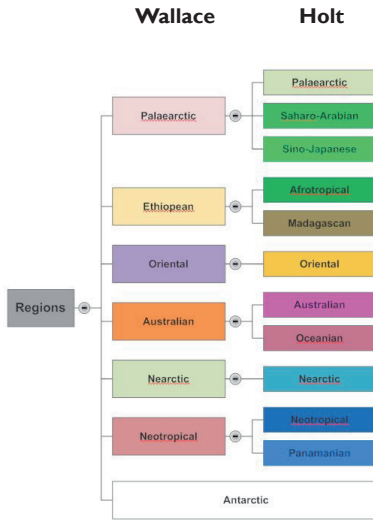 Wallace Holt
Palaearctic
Palaearctic
Saharo-Arabian
Sino-Japanese
Ethiopean
Afrotropical
Madagascan
Oriental
Oriental
Regions
Australian
Australian
Oceanian
Nearctic
Nearctic
Neotropical
Neotropical
Panamanian
Antarctic